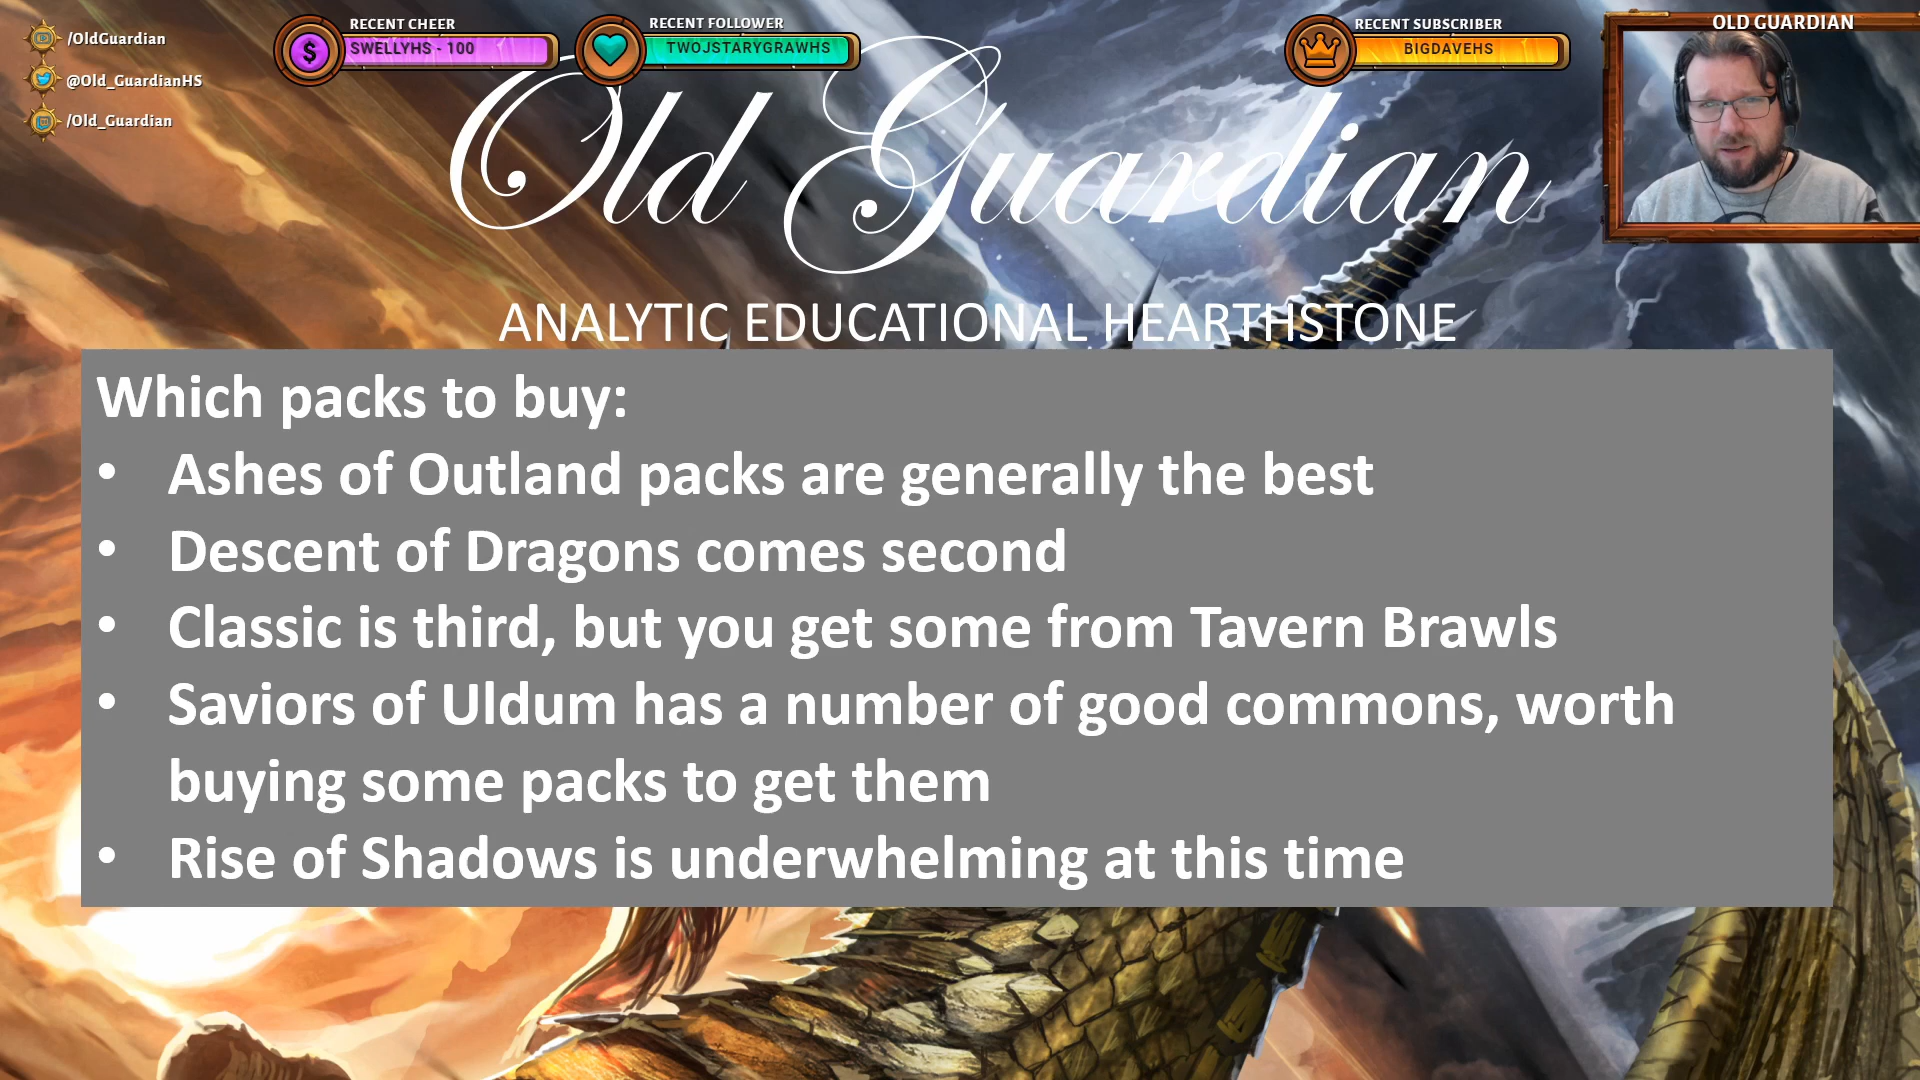 /OldGuardian
@Old_GuardianHS
/Old_Guardian
RECENT CHEER
SWELLYHS - 100
RECENT FOLLOWER
TWOJSTARYGRAWHS
RECENT SUBSCRIBER
BIGDAVEHS
OLD GUARDIAN
Old Guardian
ANALYTIC EDUCATIONAL HEARTHSTONE
Which packs to buy:
• Ashes of Outland packs are generally the best
• Descent of Dragons comes second
• Classic is third, but you get some from Tavern Brawls
• Saviors of Uldum has a number of good commons, worth
buying some packs to get them
• Rise of Shadows is underwhelming at this time